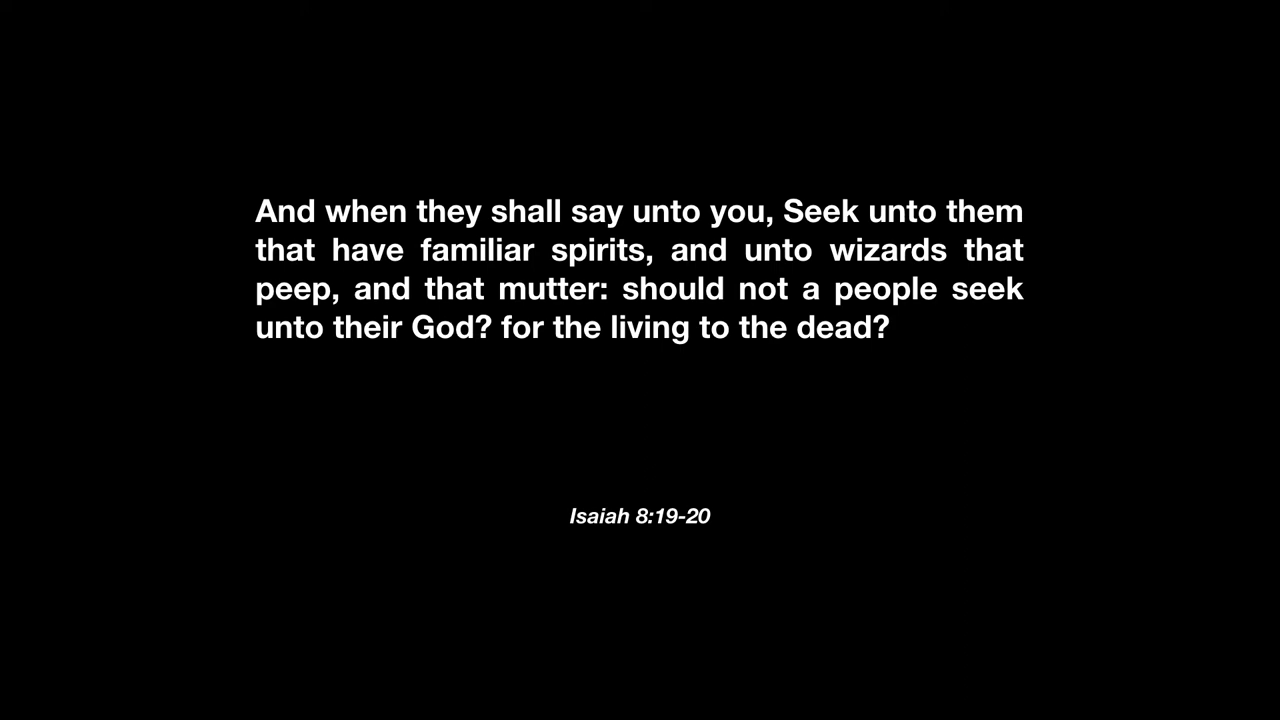 And when they shall say unto you, Seek unto them
that have familiar spirits, and unto wizards that
peep, and that mutter: should not a people seek
unto their God? for the living to the dead?
Isaiah 8:19-20